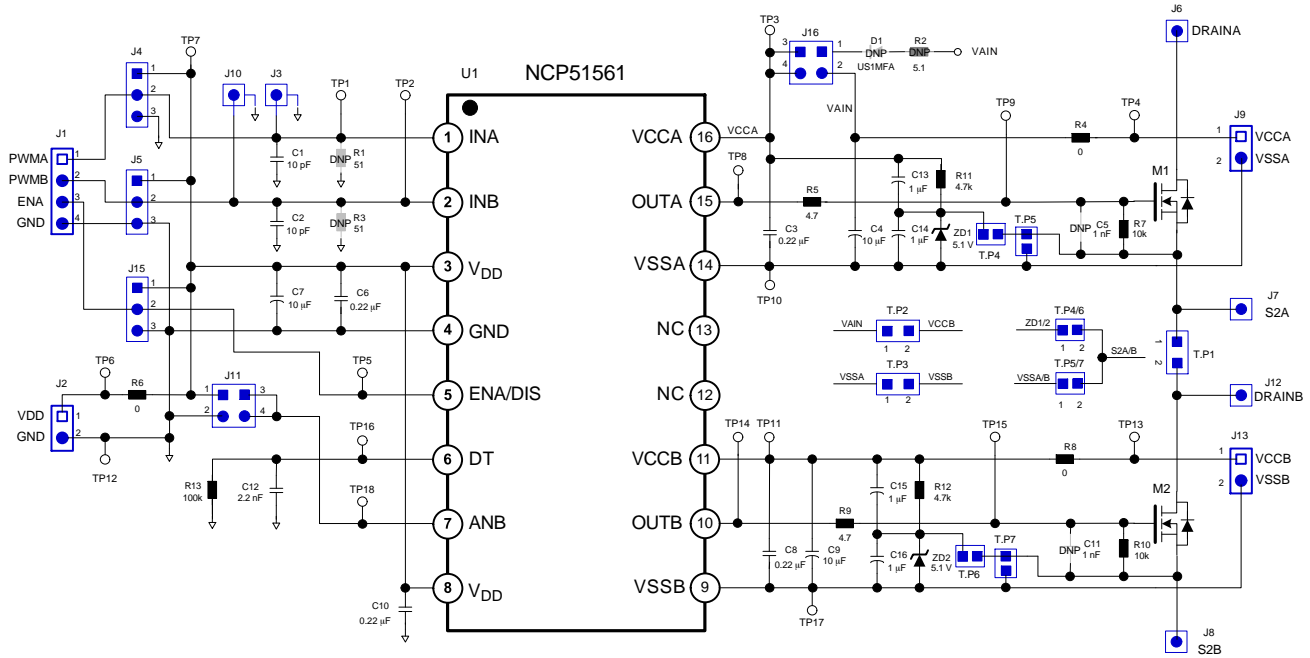 J6
DRAINA
TP3
J16
3
1
4
2
D1
DNP
US1MFA
R2
DNP
5.1
VAIN
VAIN
TP7
J4
1
2
3
J10
J3
TP1
TP2
U1
NCP51561
TP9
TP4
R4
0
J9
1
VCCA
2
VSSA
J1
PWMA
1
PWMB
2
ENA
3
GND
4
J5
1
2
3
C1
10 pF
DNP
R1
51
C2
10 pF
DNP
R3
51
1
INA
2
INB
3
VDD
4
GND
5
ENA/DIS
6
DT
7
ANB
8
VDD
VCCA
16
VCCA
OUTA
15
VSSA
14
NC
13
NC
12
VCCB
11
OUTB
10
VSSB
9
TP8
R5
4.7
C13
1 μF
R11
4.7k
C3
0.22 μF
C4
10 μF
C14
1 μF
ZD1
5.1 V
T.P4
T.P5
DNP
C5
1 nF
R7
10k
M1
TP10
J15
1
2
3
C7
10 μF
C6
0.22 μF
T.P2
VAIN
VCCB
1 2
T.P3
VSSA
VSSB
1 2
T.P4/6
ZD1/2
1 2
S2A/B
T.P5/7
VSSA/B
1 2
J7
S2A
1
2
T.P1
J12
DRAINB
J2
VDD
1
GND
2
TP6
R6
0
J11
1
3
2
4
TP5
TP12
TP16
R13
100k
C12
2.2 nF
TP18
C10
0.22 μF
TP14
TP11
TP15
TP13
R8
0
J13
1
VCCB
2
VSSB
C15
1 μF
R12
4.7k
R9
4.7
C8
0.22 μF
C9
10 μF
C16
1 μF
ZD2
5.1 V
T.P6
T.P7
DNP
C11
1 nF
R10
10k
M2
TP17
J8
S2B